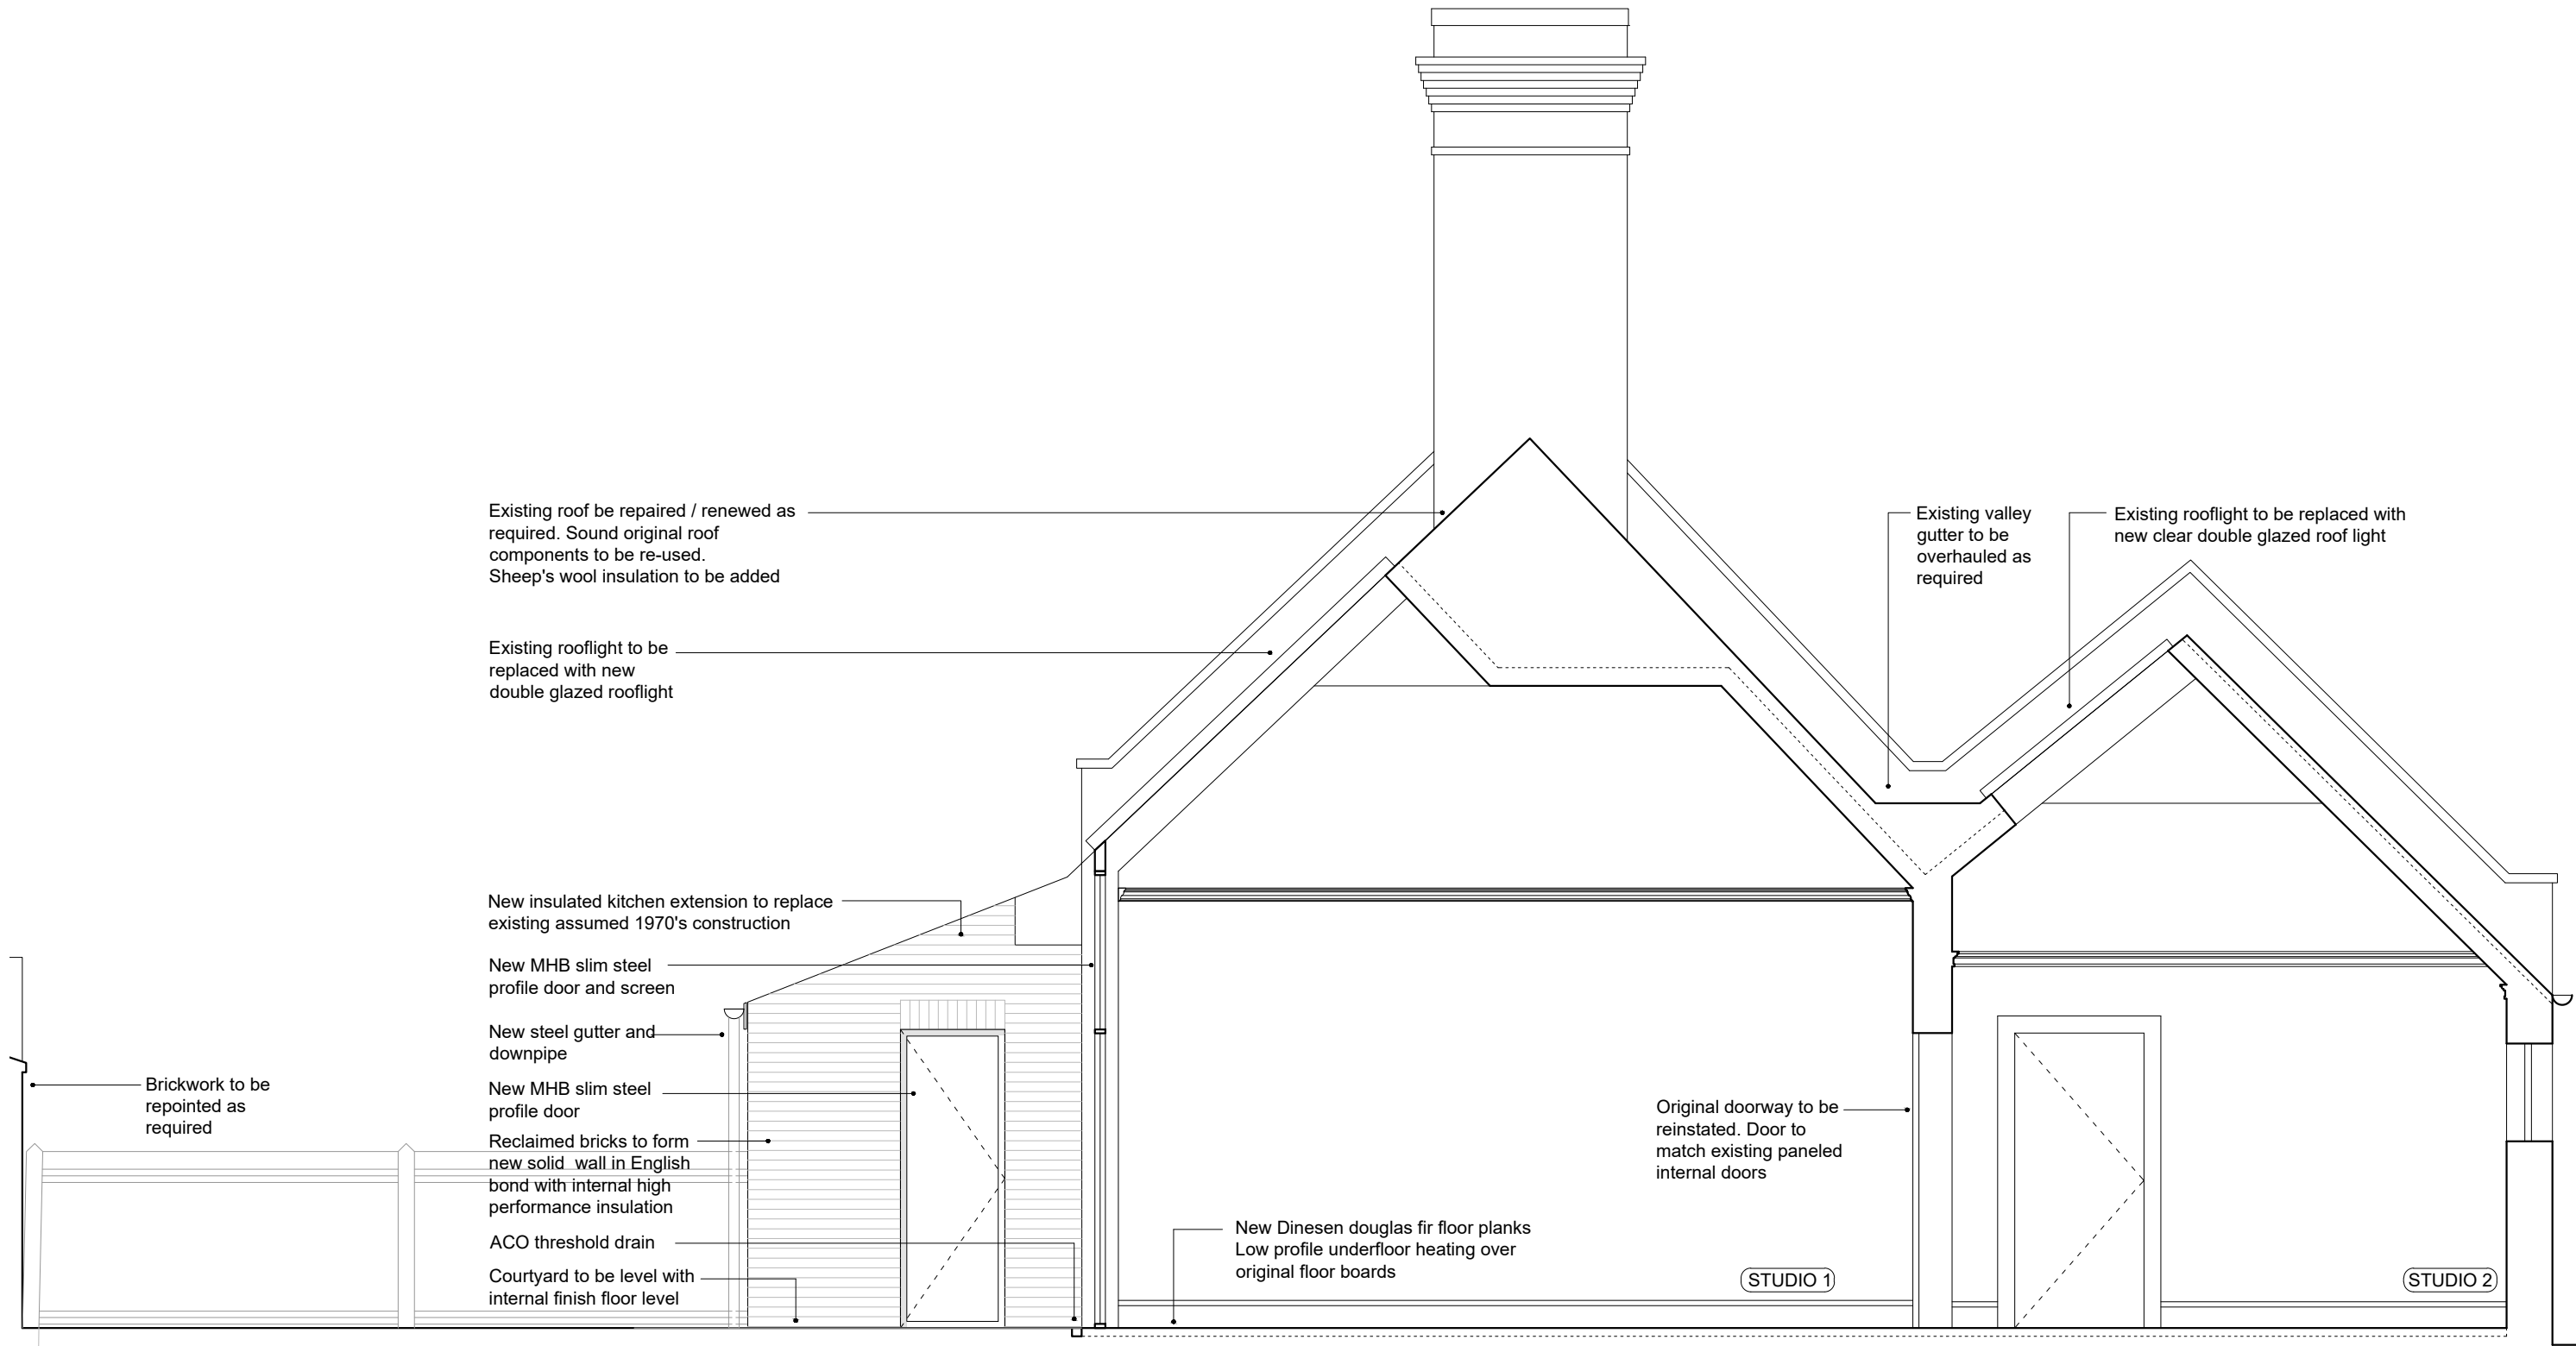 Existing roof be repaired / renewed as
required. Sound original roof
components to be re-used.
Sheep's wool insulation to be added
Existing valley
gutter to be
overhauled as
required
Existing rooflight to be replaced with
new clear double glazed roof light
Existing rooflight to be
replaced with new
double glazed rooflight
New insulated kitchen extension to replace
existing assumed 1970's construction
New MHB slim steel
profile door and screen
New steel gutter and
downpipe
Brickwork to be
repointed as
required
New MHB slim steel
profile door
Reclaimed bricks to form
new solid  wall in English
bond with internal high
performance insulation
ACO threshold drain
Courtyard to be level with
internal finish floor level
Original doorway to be
reinstated. Door to
match existing paneled
internal doors
New Dinesen douglas fir floor planks
Low profile underfloor heating over
original floor boards
STUDIO 1
STUDIO 2